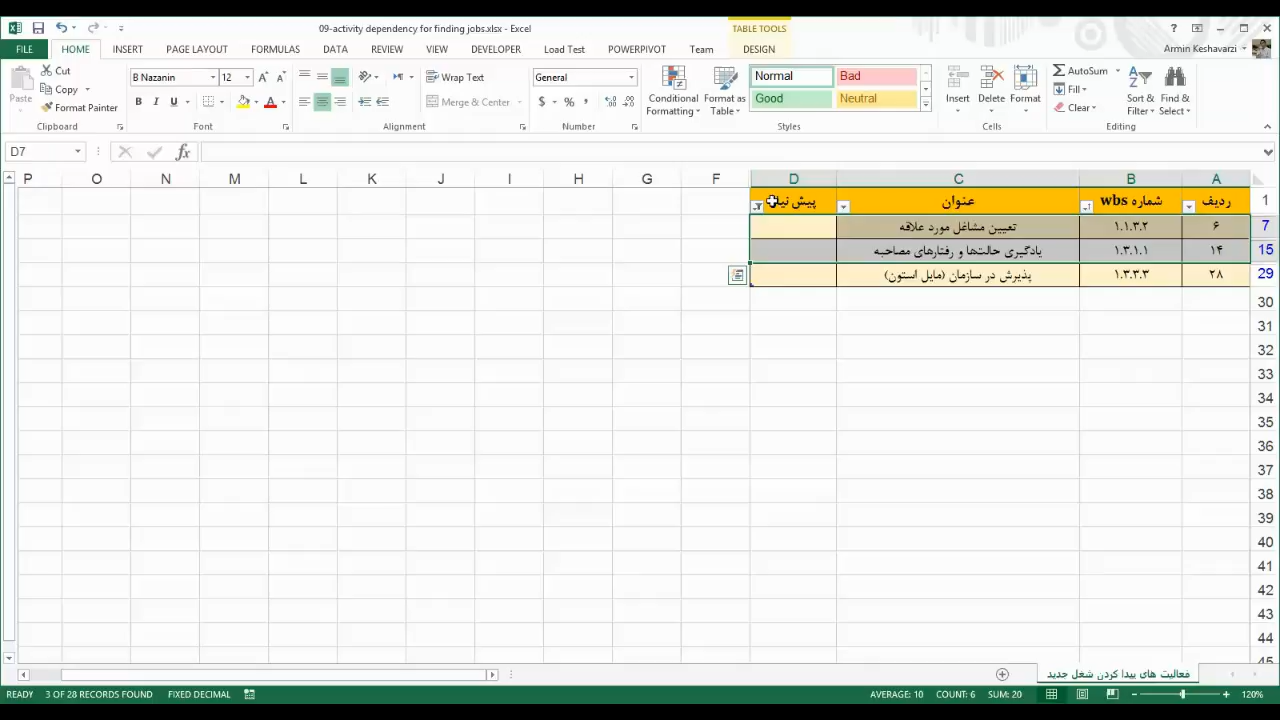 09-activity dependency for finding jobs.xlsx - Excel
TABLE TOOLS
FILE HOME INSERT PAGE LAYOUT FORMULAS DATA REVIEW VIEW DEVELOPER Load Test POWERPIVOT Team DESIGN
Armin Keshavarzi
Paste
Cut
Copy
Format Painter
Clipboard
B Nazanin 12
B I U
Font
Wrap Text
Merge & Center
Alignment
General
$ % ,
Number
Conditional Formatting
Format as Table
Normal Bad
Good Neutral
Styles
Insert Delete Format
Cells
AutoSum
Fill
Clear
Sort & Filter
Find & Select
Editing
D7
fx
P O N M L K J I H G F D C B A
ردیف شماره wbs عنوان 1
۶ ۱.۱.۳.۲ تعیین مشاغل مورد علاقه 7
۱۴ ۱.۳.۱.۱ یادگیری حالت‌ها و رفتارهای مصاحبه 15
۲۸ ۱.۳.۳.۳ پذیرش در سازمان (مایل استون) 29
30
31
32
33
34
35
36
37
38
39
40
41
42
43
44
45
فعالیت های پیدا کردن شغل جدید
READY 3 OF 28 RECORDS FOUND FIXED DECIMAL AVERAGE: 10 COUNT: 6 SUM: 20 120%